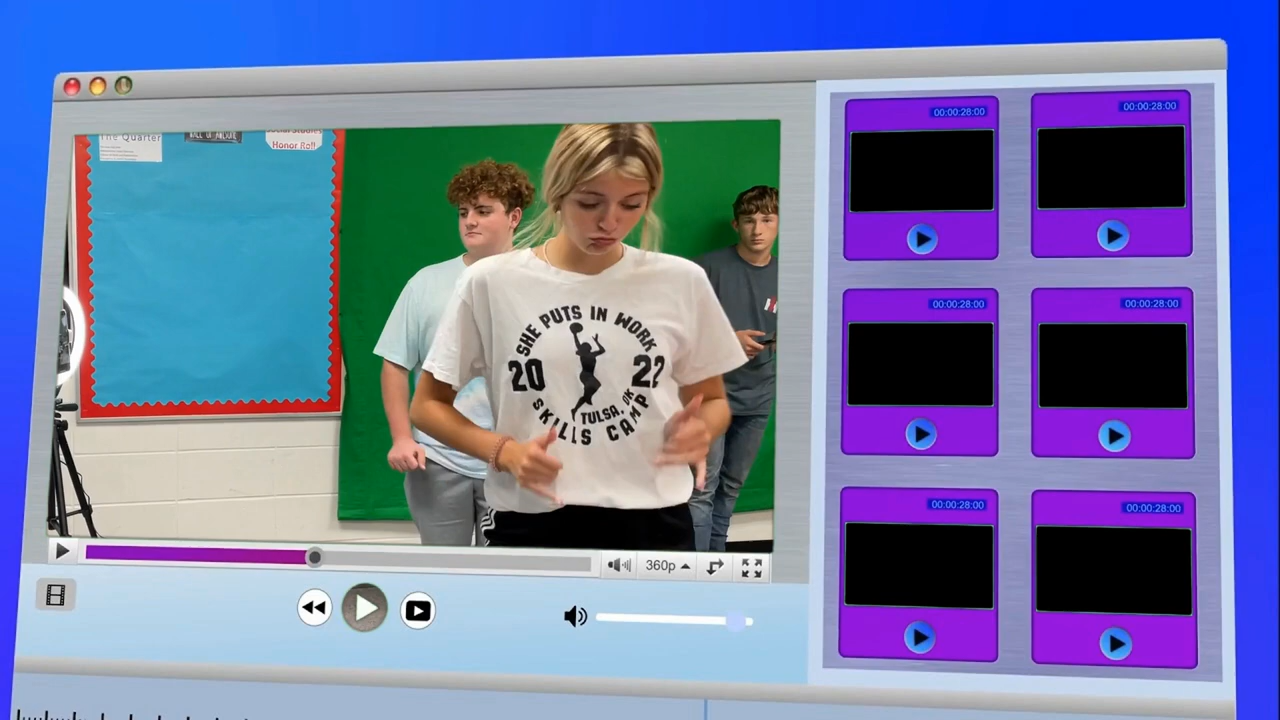 The Quarter
WALL OF
Social Studies
Honor Roll
SHE PUTS IN WORK
20 22
TULSA, OK
SKILLS CAMP
360p
00:00:28:00
00:00:28:00
00:00:28:00
00:00:28:00
00:00:28:00
00:00:28:00